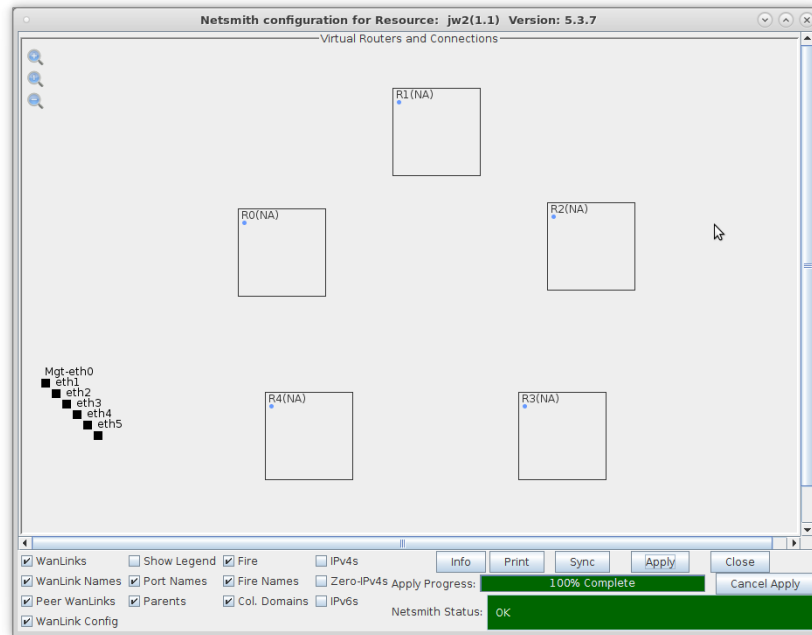 Netsmith configuration for Resource: jw2(1.1) Version: 5.3.7
Virtual Routers and Connections
R1(NA)
R0(NA)
R2(NA)
Mgt-eth0
eth1
eth2
eth3
eth4
eth5
R4(NA)
R3(NA)
WanLinks Show Legend Fire IPv4s Info Print Sync Apply Close
WanLink Names Port Names Fire Names Zero-IPv4s Apply Progress: 100% Complete Cancel Apply
Peer WanLinks Parents Col. Domains IPv6s Netsmith Status: OK
WanLink Config